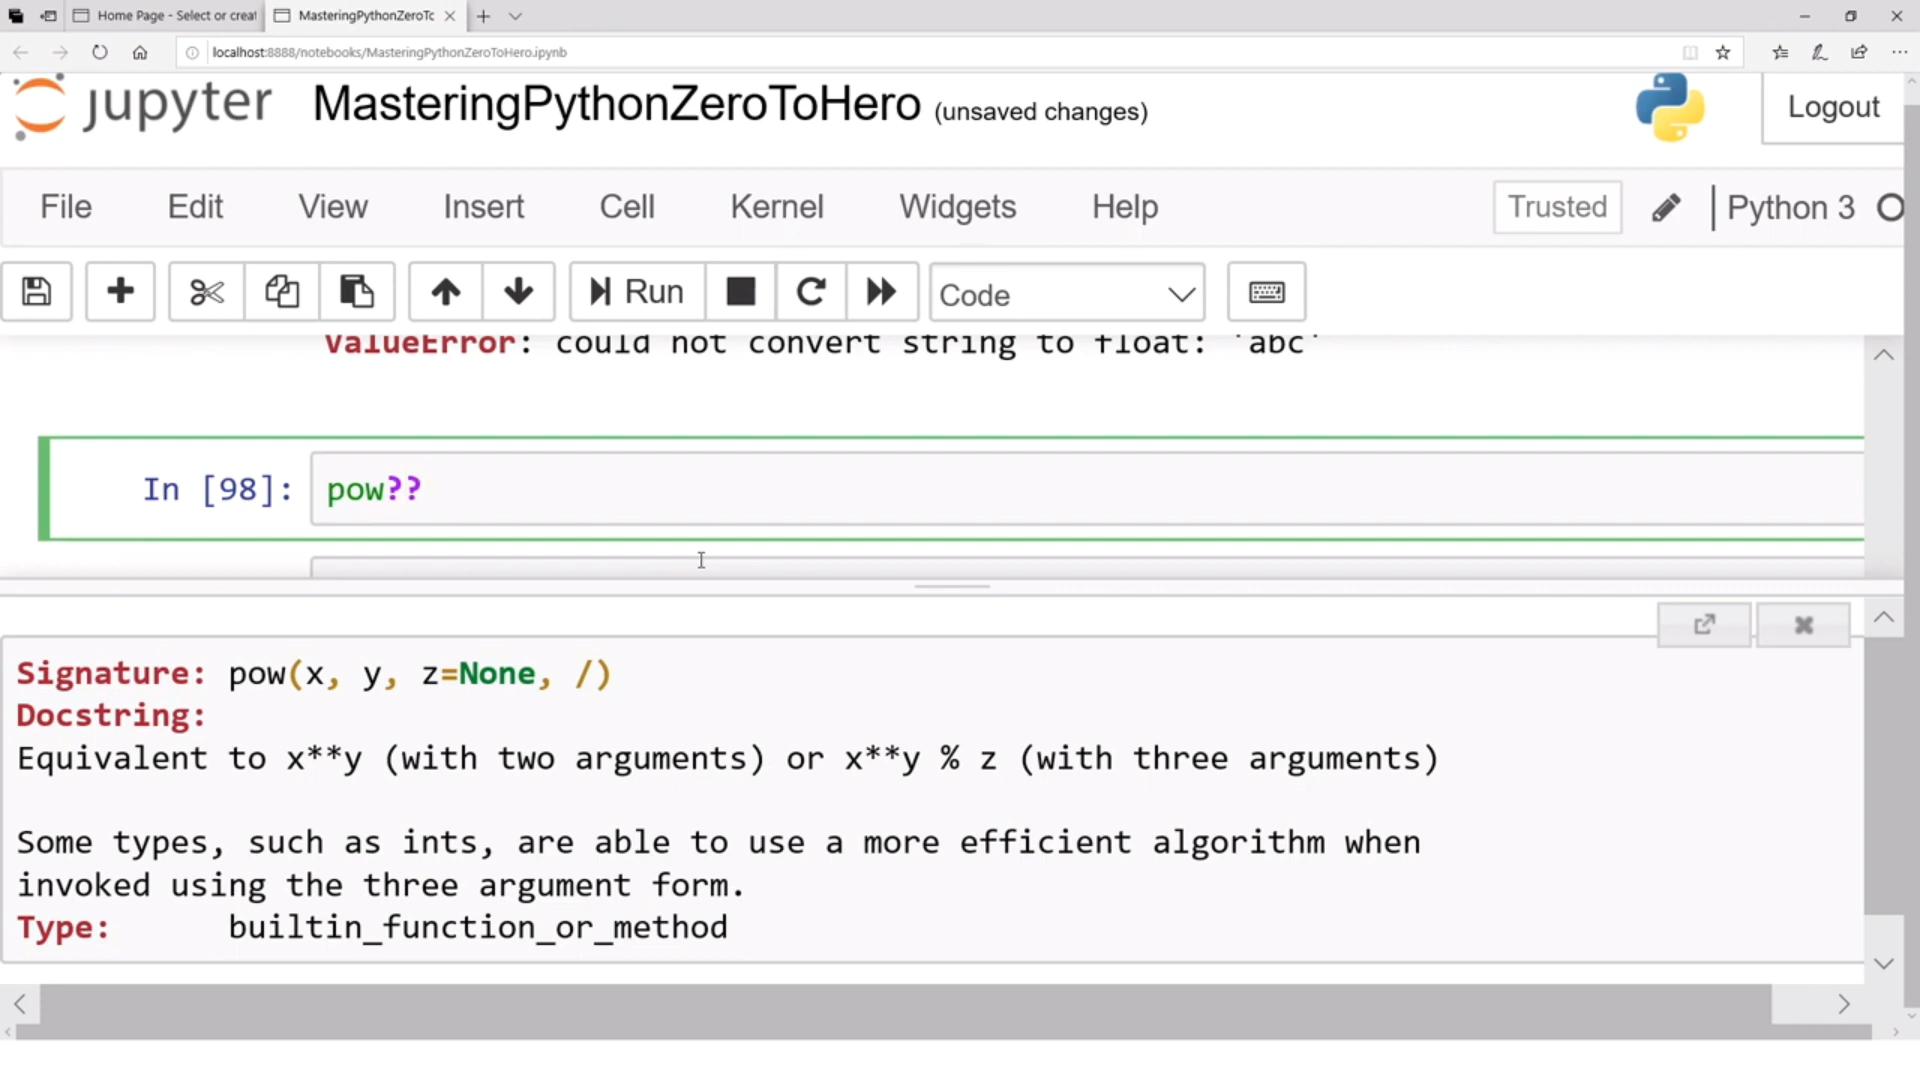 Home Page - Select or creat
MasteringPythonZeroToc
localhost:8888/notebooks/MasteringPythonZeroToHero.ipynb
jupyter MasteringPythonZeroToHero (unsaved changes)
Logout
File Edit View Insert Cell Kernel Widgets Help
Trusted
Python 3
Run
Code
ValueError: could not convert string to float: 'abc'
In [98]: pow??
Signature: pow(x, y, z=None, /)
Docstring:
Equivalent to x**y (with two arguments) or x**y % z (with three arguments)
Some types, such as ints, are able to use a more efficient algorithm when
invoked using the three argument form.
Type: builtin_function_or_method